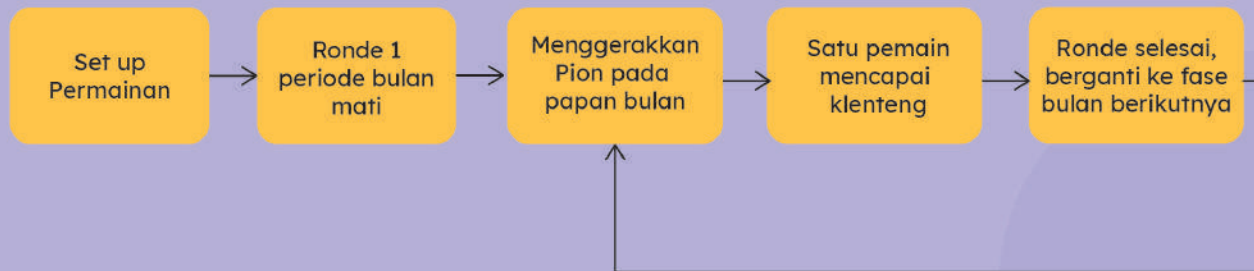 Set up
Permainan
Ronde 1
periode bulan
mati
Menggerakkan
Pion pada
papan bulan
Satu pemain
mencapai
klenteng
Ronde selesai,
berganti ke fase
bulan berikutnya